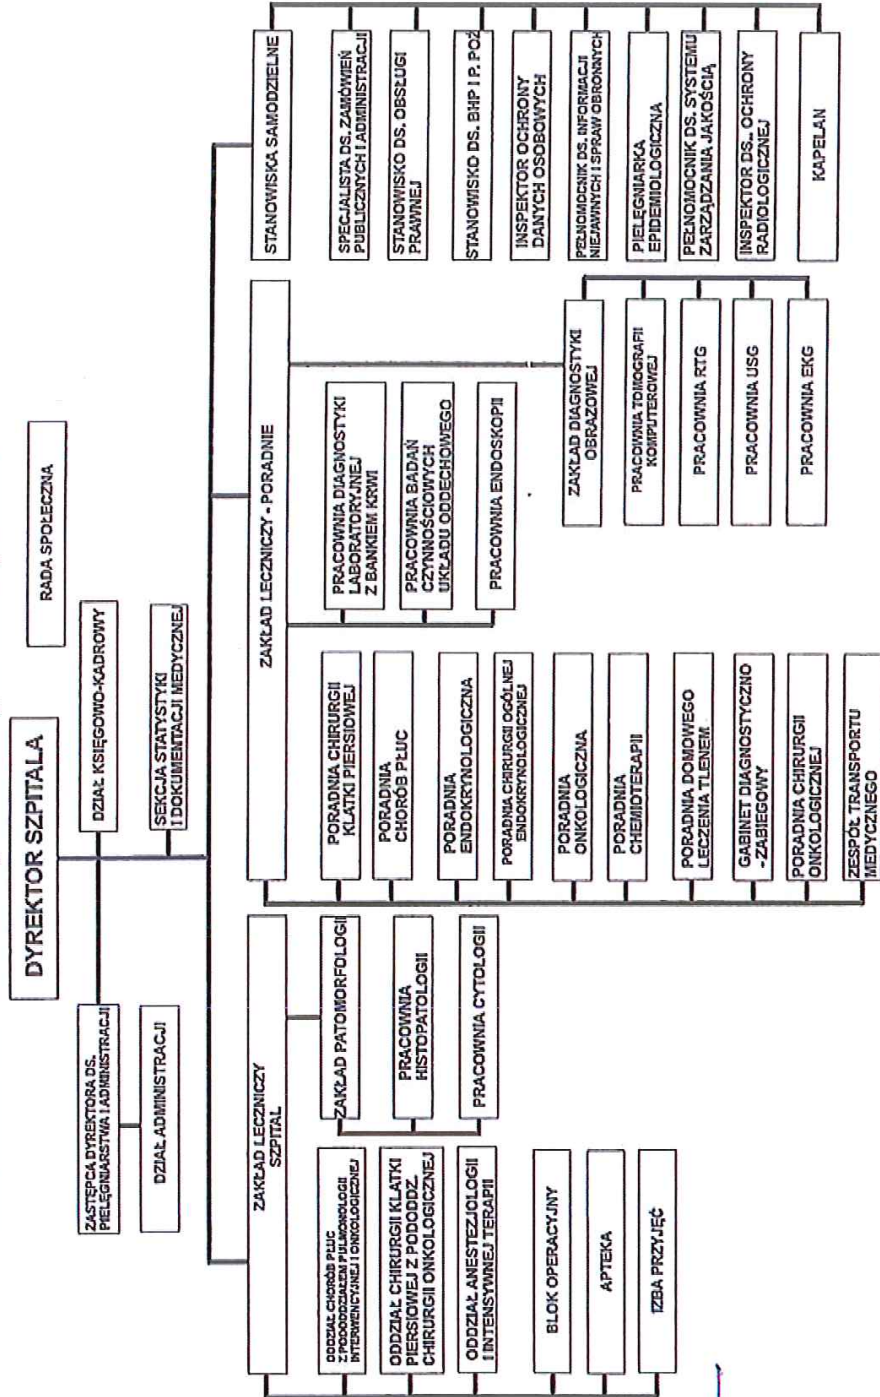 DYREKTOR SZPITALA
RADA SPOŁECZNA
ZASTĘPCA DYREKTORA DS.
PIELĘGNIARSTWA I ADMINISTRACJI
DZIAŁ ADMINISTRACJI
DZIAŁ KSIĘGOWO-KADROWY
SEKCJA STATYSTYKI
I DOKUMENTACJI MEDYCZNEJ
ZAKŁAD LECZNICZY
SZPITAL
ODDZIAŁ CHORÓB PŁUC
Z PODODDZIAŁEM PULMONOLOGII
INTERWENCYJNEJ I ONKOLOGICZNEJ
ODDZIAŁ CHIRURGII KLATKI
PIERSIOWEJ Z PODODDZ.
CHIRURGII ONKOLOGICZNEJ
ODDZIAŁ ANESTEZJOLOGII
I INTENSYWNEJ TERAPII
BLOK OPERACYJNY
APTEKA
IZBA PRZYJĘĆ
ZAKŁAD PATOMORFOLOGII
PRACOWNIA
HISTOPATOLOGII
PRACOWNIA CYTOLOGII
ZAKŁAD LECZNICZY - PORADNIE
PORADNIA CHIRURGII
KLATKI PIERSIOWEJ
PORADNIA
CHORÓB PŁUC
PORADNIA
ENDOKRYNOLOGICZNA
PORADNIA CHIRURGII OGÓLNEJ
ENDOKRYNOLOGICZNEJ
PORADNIA
ONKOLOGICZNA
PORADNIA
CHEMIOTERAPII
PORADNIA DOMOWEGO
LECZENIA TLENEM
GABINET DIAGNOSTYCZNO
-ZABIEGOWY
PORADNIA CHIRURGII
ONKOLOGICZNEJ
ZESPÓŁ TRANSPORTU
MEDYCZNEGO
PRACOWNIA DIAGNOSTYKI
LABORATORYJNEJ
Z BANKIEM KRWI
PRACOWNIA BADAŃ
CZYNNOŚCIOWYCH
UKŁADU ODDECHOWEGO
PRACOWNIA ENDOSKOPII
ZAKŁAD DIAGNOSTYKI
OBRAZOWEJ
PRACOWNIA TOMOGRAFII
KOMPUTEROWEJ
PRACOWNIA RTG
PRACOWNIA USG
PRACOWNIA EKG
STANOWISKA SAMODZIELNE
SPECJALISTA DS. ZAMÓWIEŃ
PUBLICZNYCH I ADMINISTRACJI
STANOWISKO DS. OBSŁUGI
PRAWNEJ
STANOWISKO DS. BHP I P. POŻ
INSPEKTOR OCHRONY
DANYCH OSOBOWYCH
PEŁNOMOCNIK DS. INFORMACJI
NIEJAWNYCH I SPRAW OBRONNYCH
PIELĘGNIARKA
EPIDEMIOLOGICZNA
PEŁNOMOCNIK DS. SYSTEMU
ZARZĄDZANIA JAKOŚCIĄ
INSPEKTOR DS.. OCHRONY
RADIOLOGICZNEJ
KAPELAN